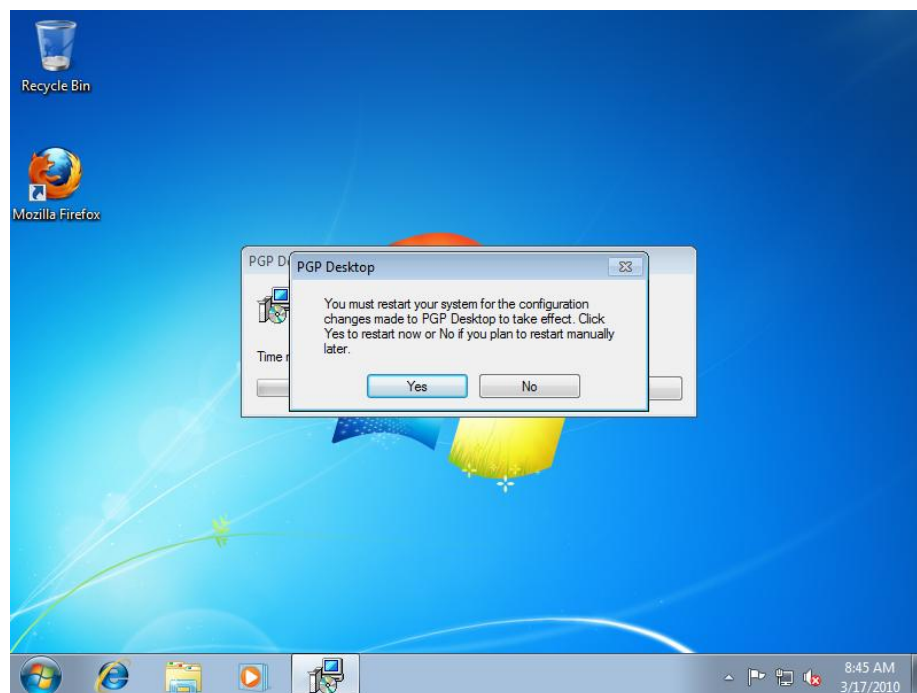 Recycle Bin
Mozilla Firefox
PGP D
PGP Desktop
You must restart your system for the configuration
changes made to PGP Desktop to take effect. Click
Yes to restart now or No if you plan to restart manually
later.
Time r
Yes
No
8:45 AM
3/17/2010